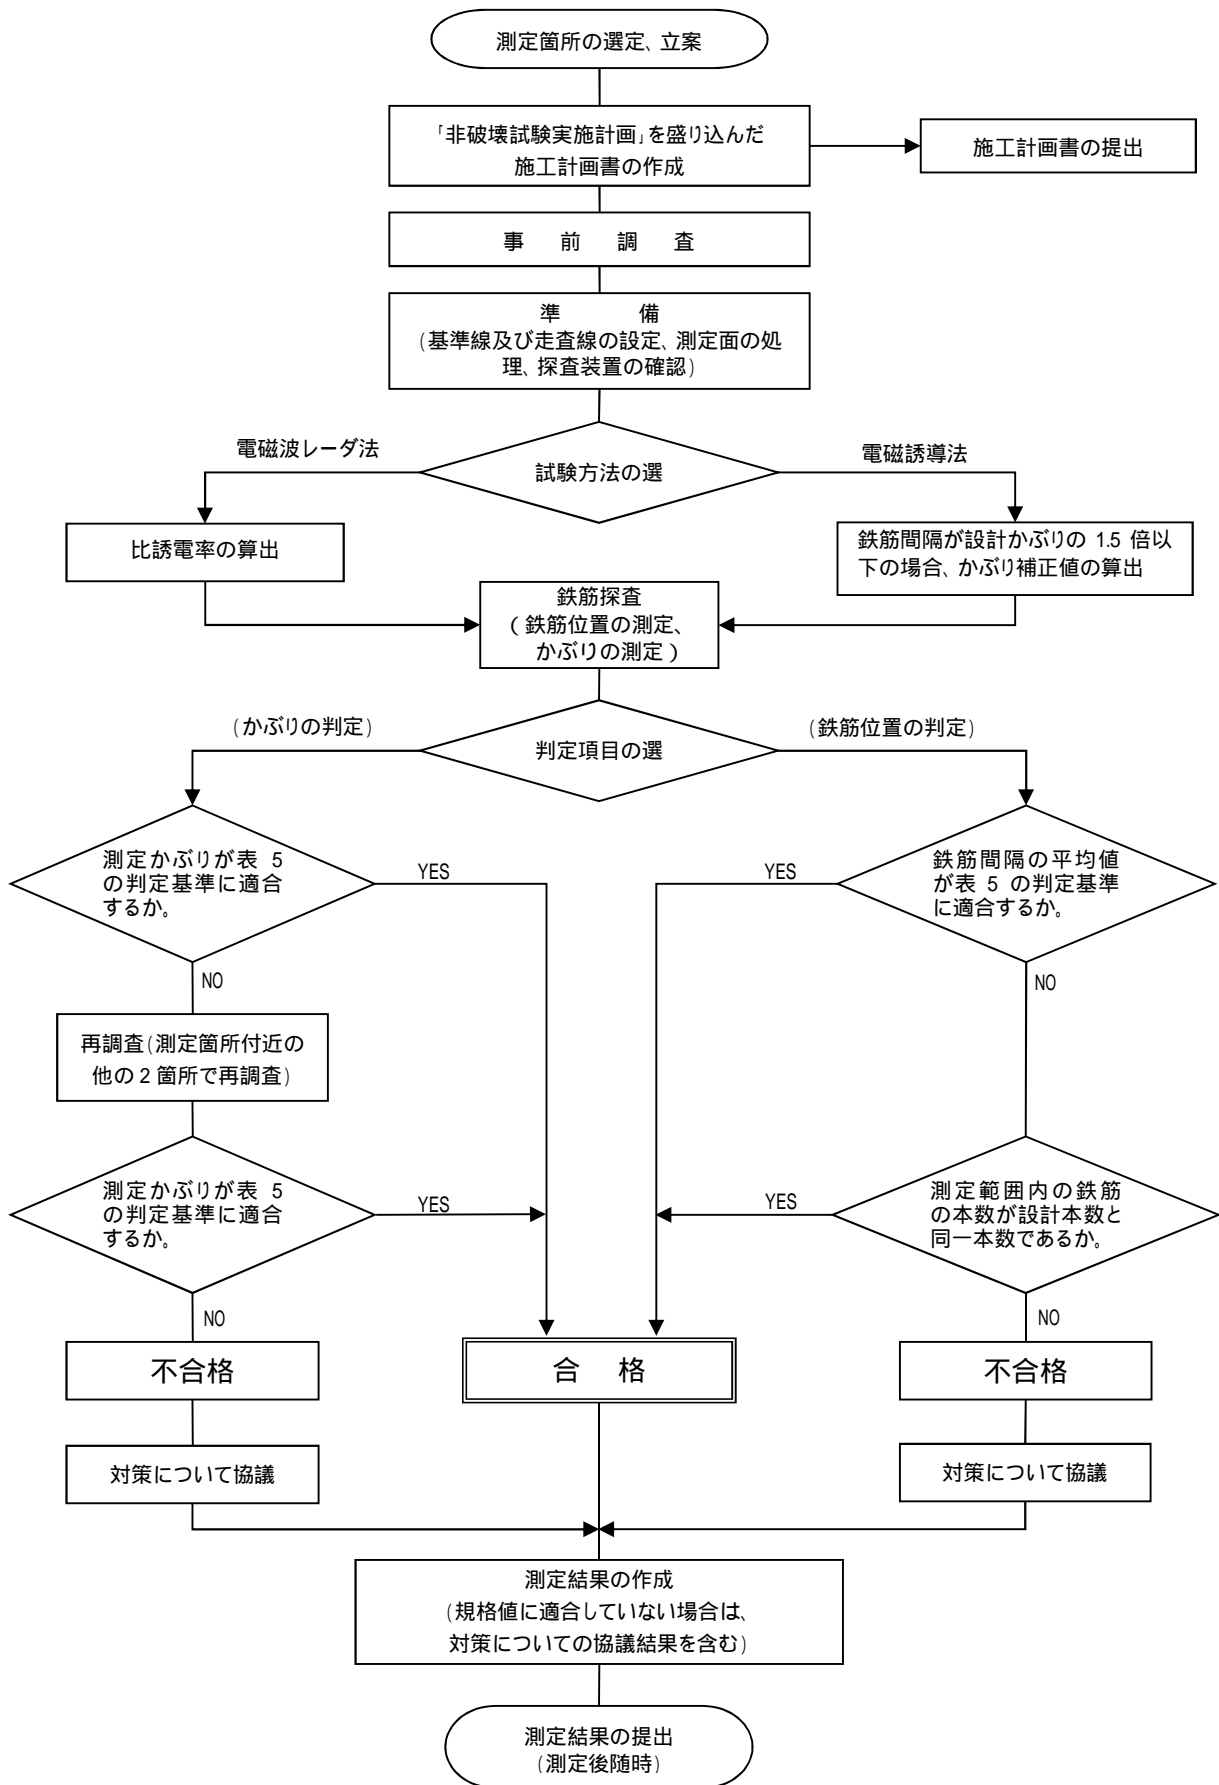 測定箇所の選定、立案
「非破壊試験実施計画」を盛り込んだ
施工計画書の作成
施工計画書の提出
事 前 調 査
準 備
(基準線及び走査線の設定、測定面の処
理、探査装置の確認)
電磁波レーダ法
試験方法の選
電磁誘導法
比誘電率の算出
鉄筋間隔が設計かぶりの 1.5 倍以
下の場合、かぶり補正値の算出
鉄筋探査
(鉄筋位置の測定、
かぶりの測定)
(かぶりの判定)
判定項目の選
(鉄筋位置の判定)
測定かぶりが表 5
の判定基準に適合
するか。
YES
NO
鉄筋間隔の平均値
が表 5 の判定基準
に適合するか。
YES
NO
再調査(測定箇所付近の
他の2箇所で再調査)
測定かぶりが表 5
の判定基準に適合
するか。
YES
NO
測定範囲内の鉄筋
の本数が設計本数と
同一本数であるか。
YES
NO
不合格
合 格
不合格
対策について協議
対策について協議
測定結果の作成
(規格値に適合していない場合は、
対策についての協議結果を含む)
測定結果の提出
(測定後随時)